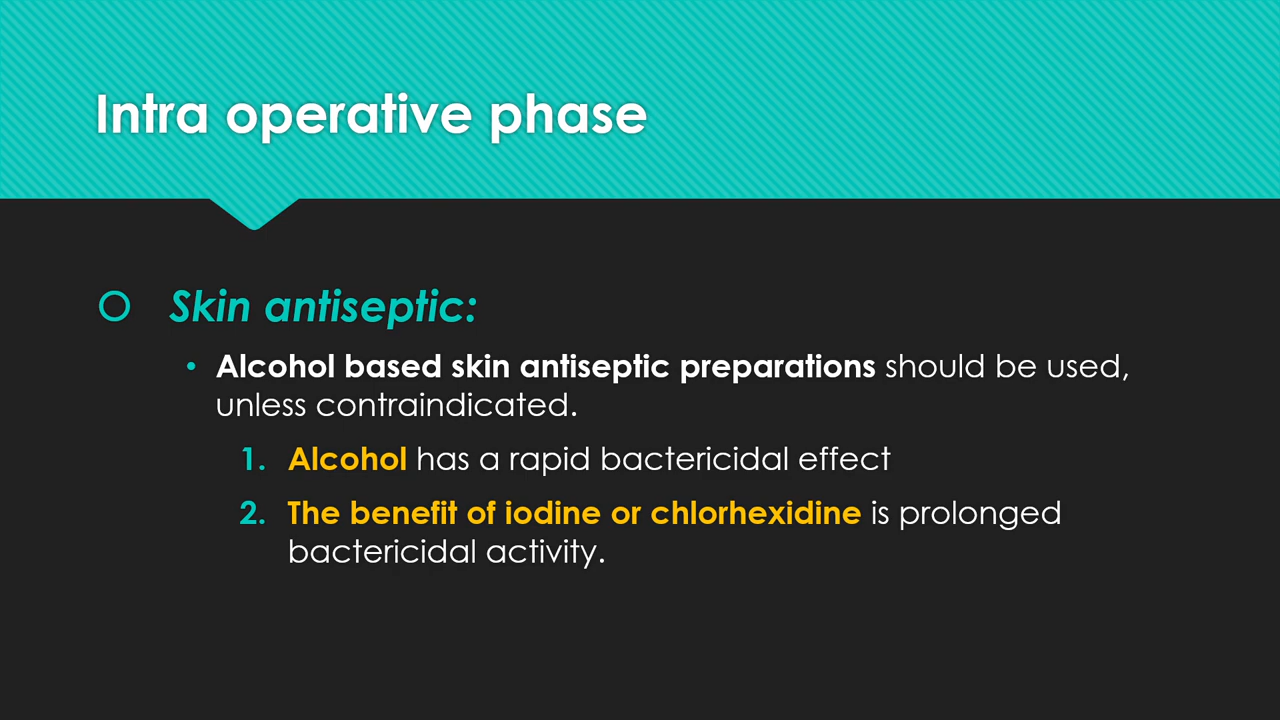 Intra operative phase
Skin antiseptic:
• Alcohol based skin antiseptic preparations should be used,
unless contraindicated.
1. Alcohol has a rapid bactericidal effect
2. The benefit of iodine or chlorhexidine is prolonged
bactericidal activity.